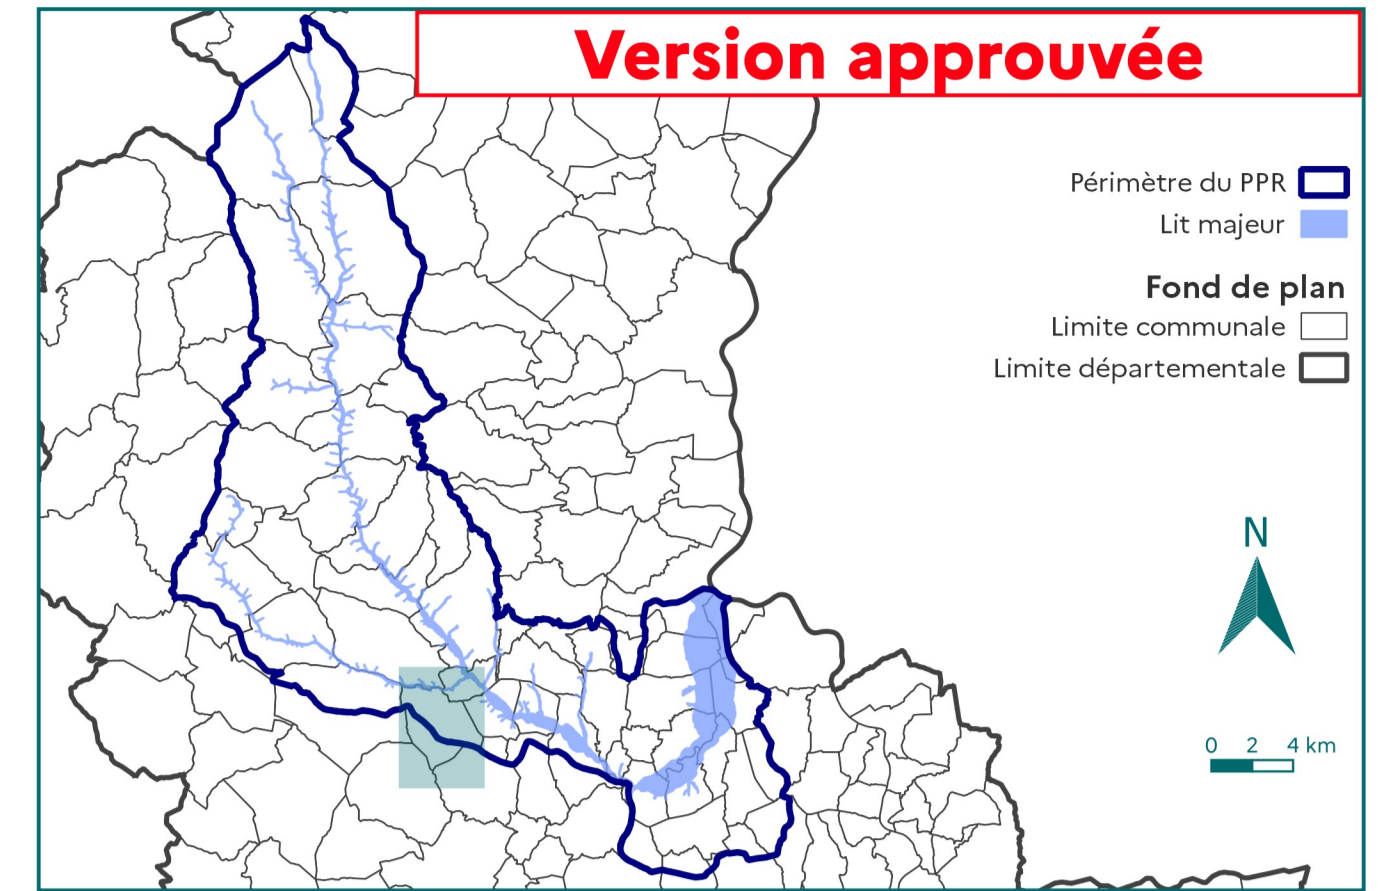 Version approuvée
Périmètre du PPR
Lit majeur
Fond de plan
Limite communale
Limite départementale
N
0 2 4 km